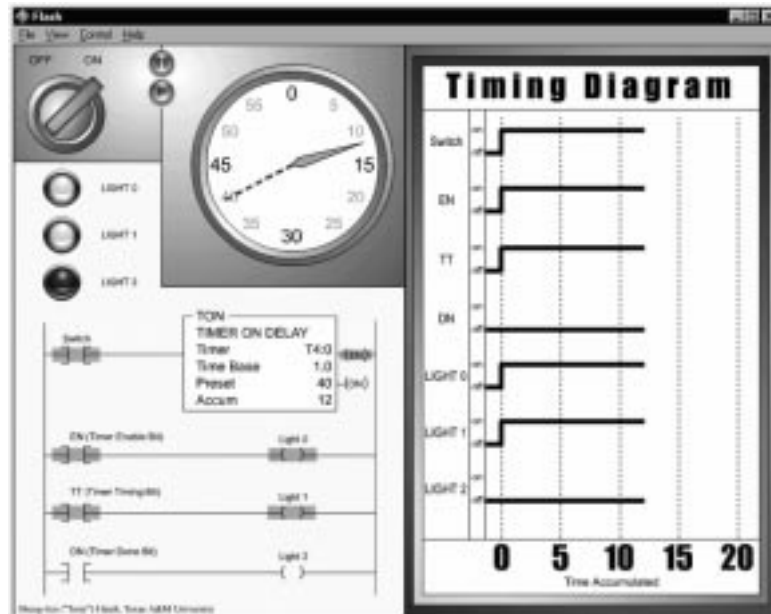 Flash
File View Control Help
OFF ON
0
55 5
50 10
45 15
40 20
35 25
30
LIGHT 0
LIGHT 1
LIGHT 2
Switch
TON
TIMER ON DELAY
Timer T4:0
Time Base 1.0
Preset 40
Accum 12
(EN)
(DN)
EN (Timer Enable Bit) Light 0
TT (Timer Timing Bit) Light 1
DN (Timer Done Bit) Light 2
Flash, Texas A&M University
Timing Diagram
Switch
EN
TT
DN
LIGHT 0
LIGHT 1
LIGHT 2
0 5 10 15 20
Time Accumulated